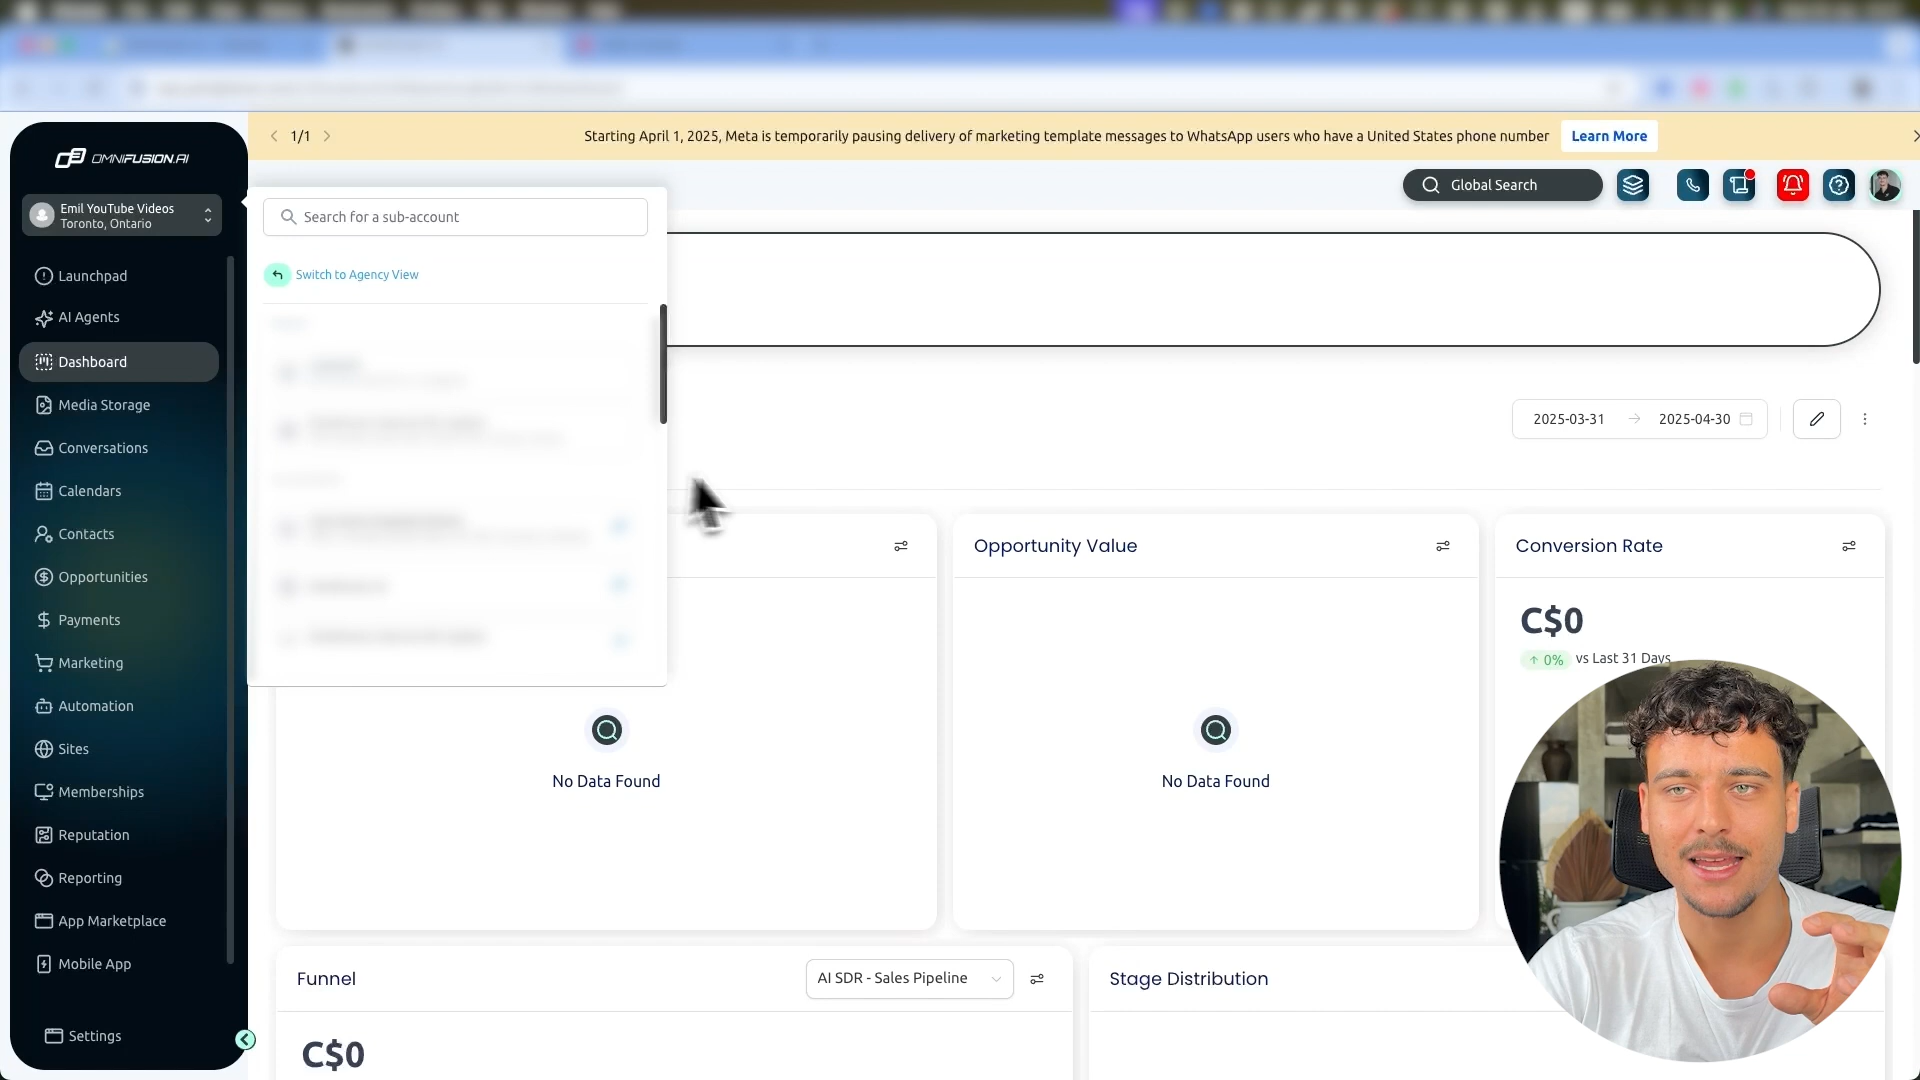 1/1
Starting April 1, 2025, Meta is temporarily pausing delivery of marketing template messages to WhatsApp users who have a United States phone number
Learn More
OMNIFUSION.AI
Emil YouTube Videos
Toronto, Ontario
Search for a sub-account
Switch to Agency View
Global Search
Launchpad
AI Agents
Dashboard
Media Storage
Conversations
Calendars
Contacts
Opportunities
Payments
Marketing
Automation
Sites
Memberships
Reputation
Reporting
App Marketplace
Mobile App
Settings
2025-03-31
2025-04-30
Opportunity Value
Conversion Rate
C$0
0%
vs Last 31 Days
No Data Found
No Data Found
Funnel
AI SDR - Sales Pipeline
Stage Distribution
C$0